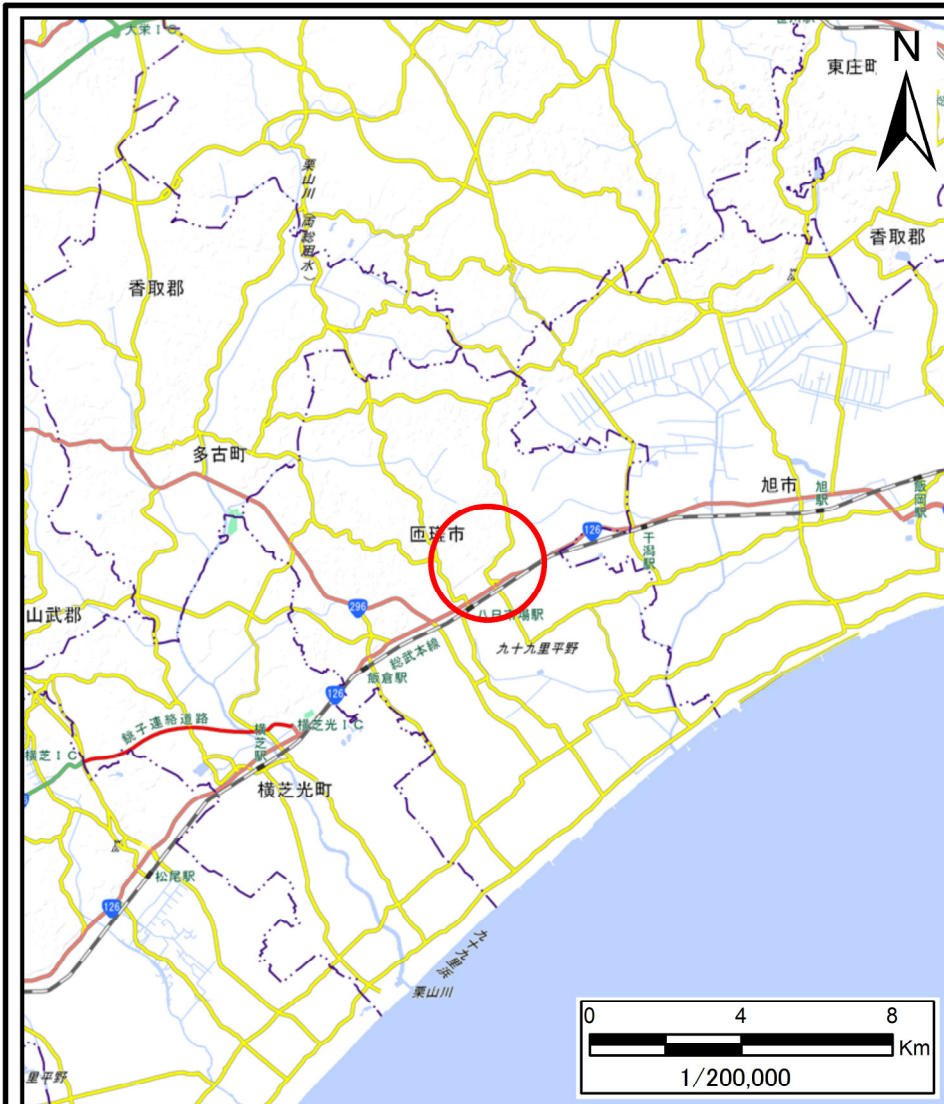 大栄IC
N
東庄町
栗山川(両総用水)
香取郡
香取郡
多古町
旭市
旭駅
飯岡駅
126
干潟駅
匝瑳市
296
八日市場駅
山武郡
九十九里平野
総武本線
飯倉駅
126
銚子連絡道路
横芝光IC
横芝駅
横芝IC
横芝光町
松尾駅
126
九十九里浜
栗山川
里平野
0 4 8
Km
1/200,000